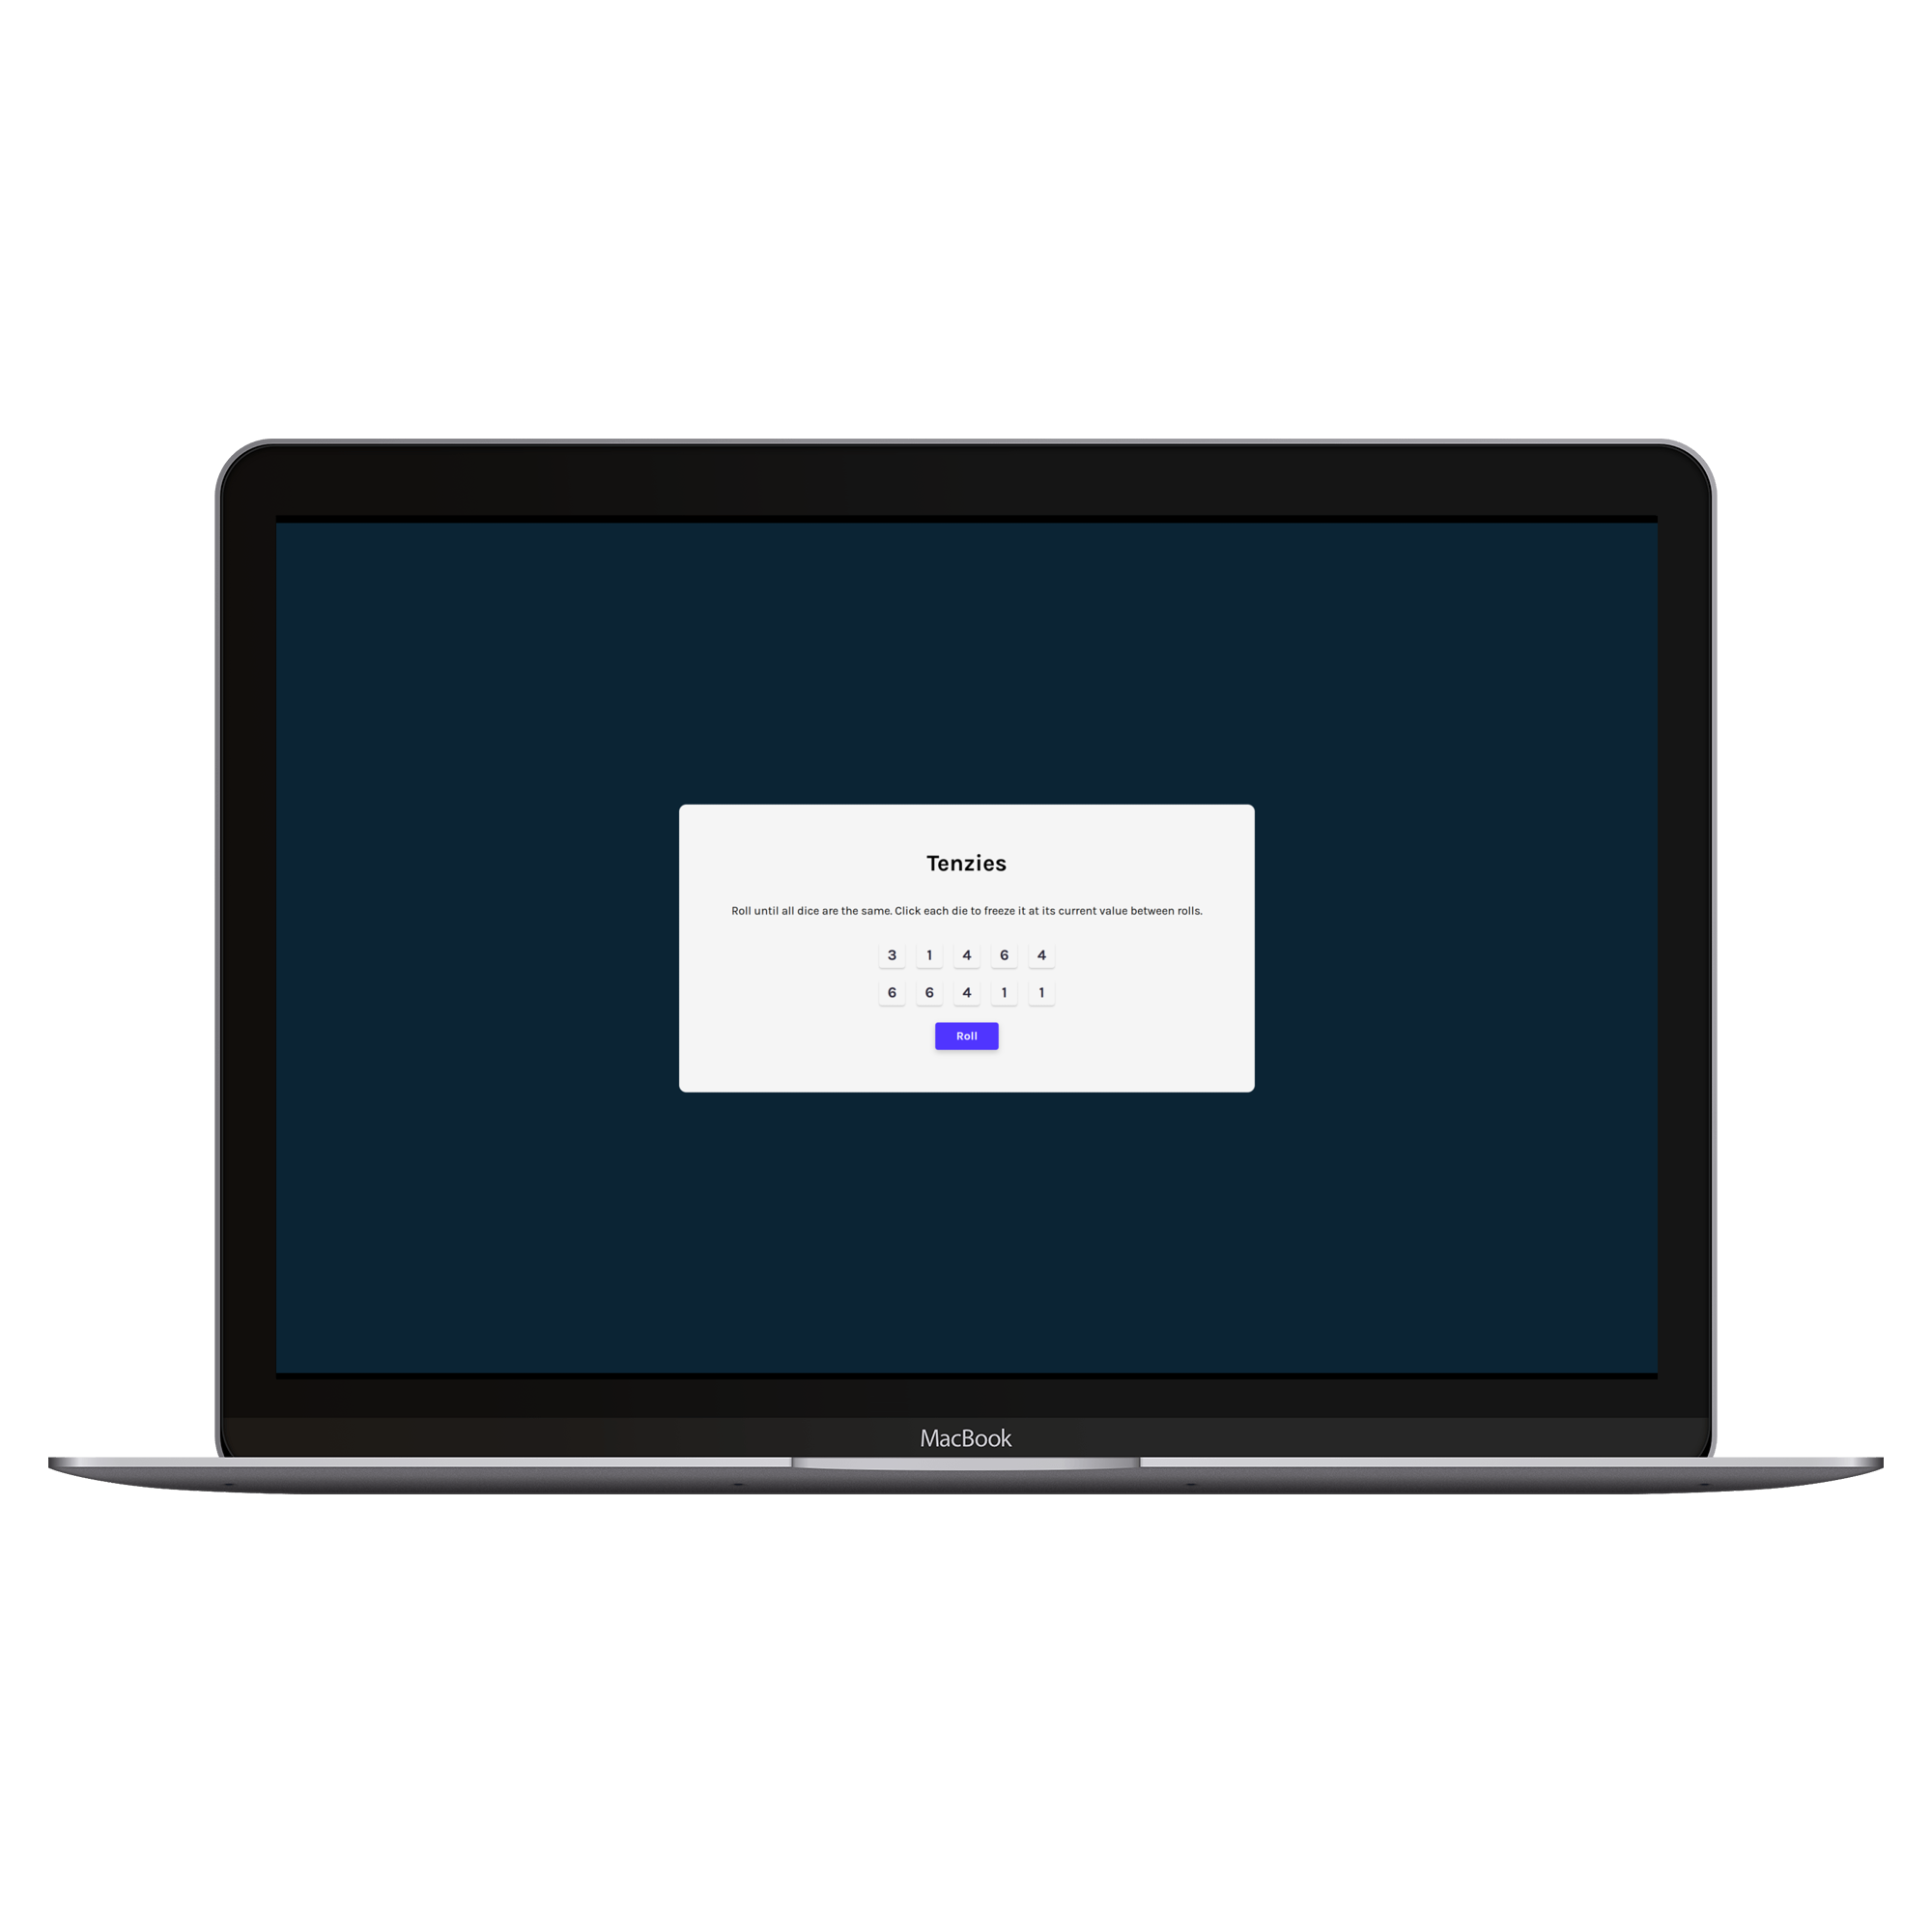 Tenzies
Roll until all dice are the same. Click each die to freeze it at its current value between rolls.
3 1 4 6 4
6 6 4 1 1
Roll
MacBook